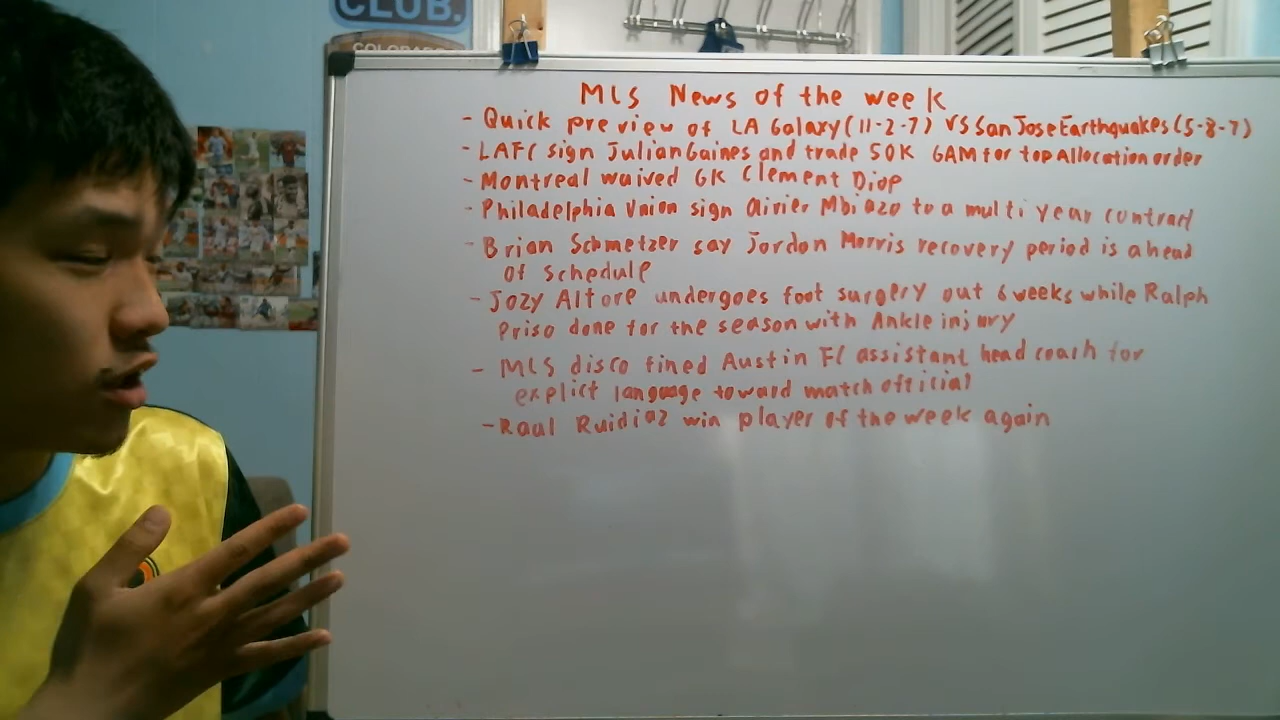 CLUB.
COLORADO
MLS News of the week
- Quick preview of LA Galaxy (11-2-7) vs San Jose Earthquakes (5-8-7)
- LAFC sign Julian Gaines and trade 50K GAM for top Allocation order
- Montreal waived GK Clement Diop
- Philadelphia Union sign Olivier Mbiazo to a multi year contract
- Brian Schmetzer say Jordon Morris recovery period is ahead
of schedule
- Jozy Altore undergoes foot surgery out 6 weeks while Ralph
Priso done for the season with Ankle injury
- MLS disco fined Austin FC assistant head coach for
explict language toward match official
- Raul Ruidiaz win player of the week again